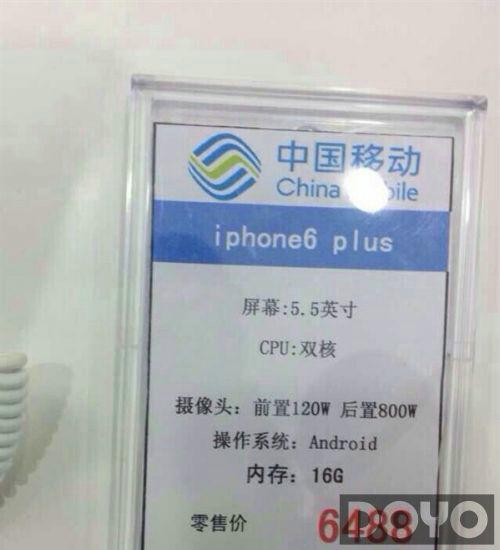 中国移动
China Mobile
iphone6 plus
屏幕:5.5英寸
CPU:双核
摄像头: 前置120W 后置800W
操作系统: Android
内存: 16G
零售价 6488
DOYO